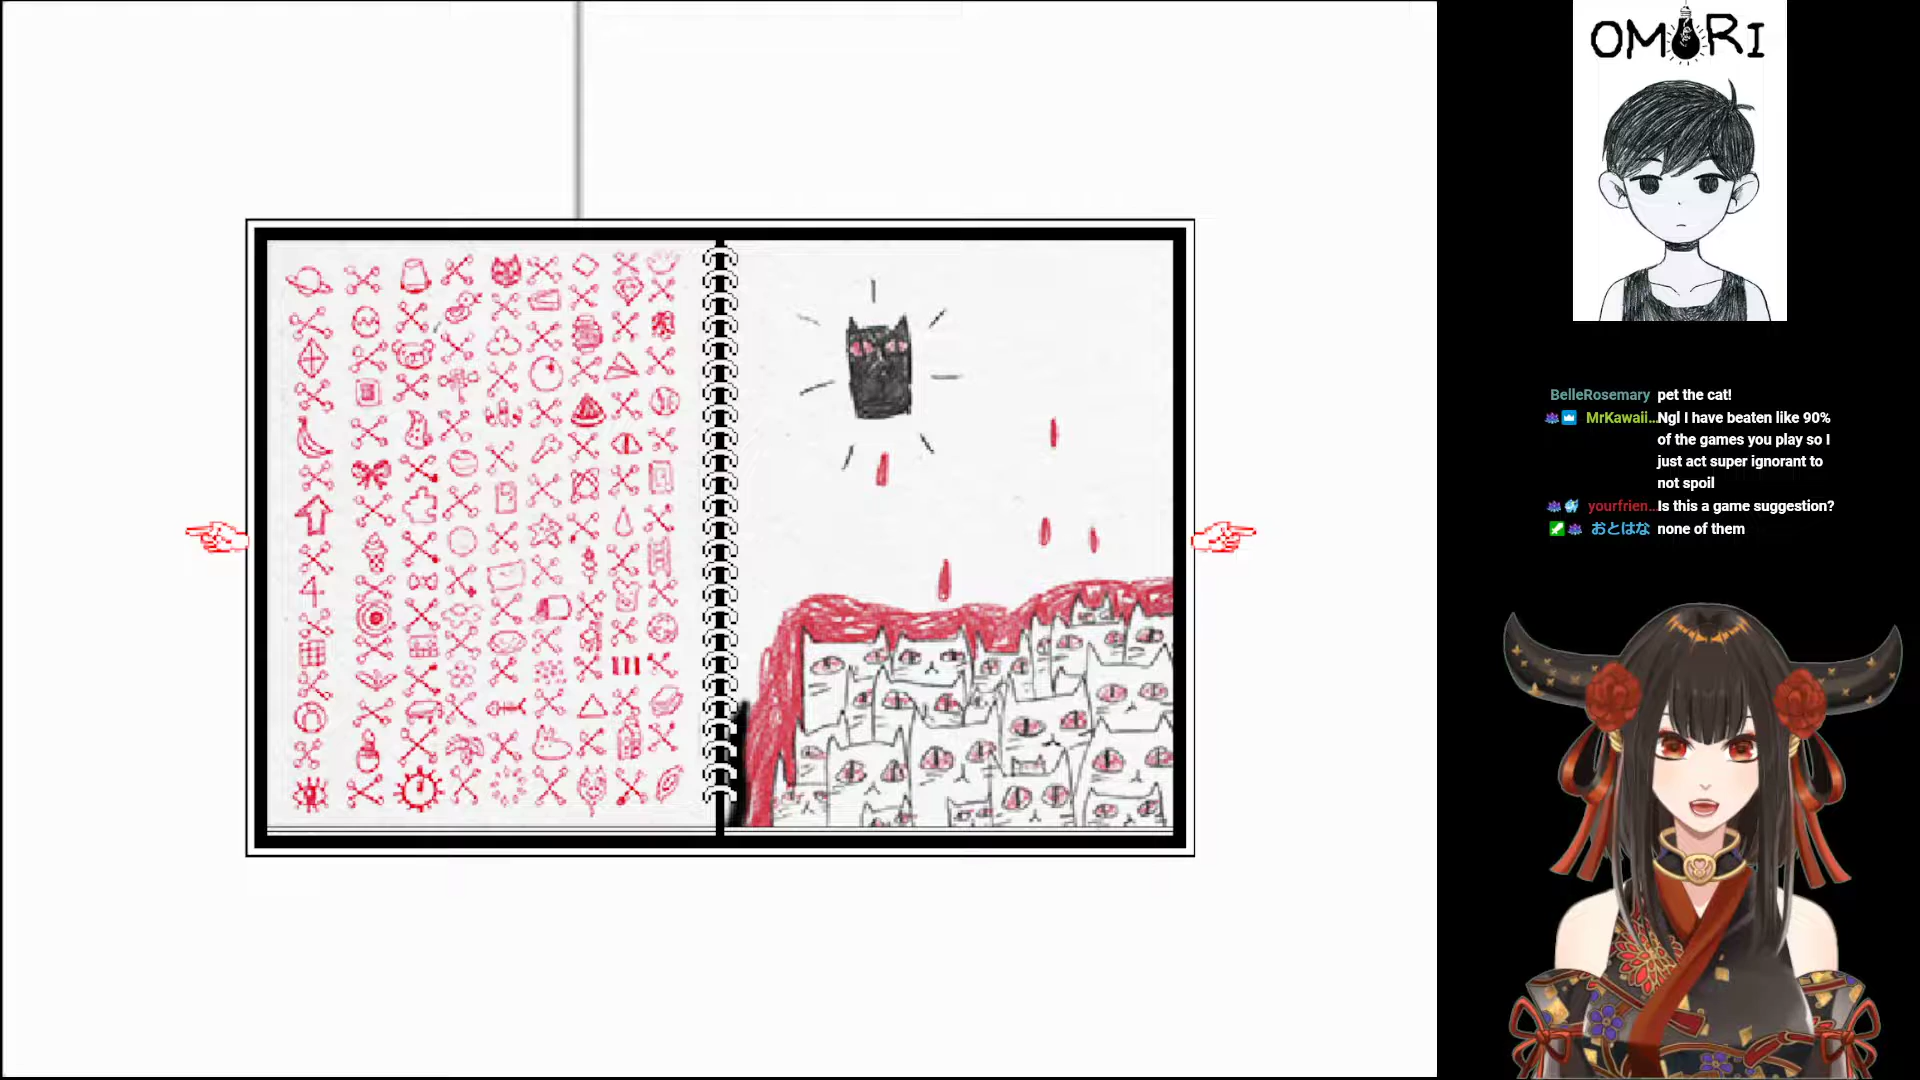 OMORI
BelleRosemary pet the cat!
MrKawaii... Ngl I have beaten like 90%
of the games you play so I
just act super ignorant to
not spoil
yourfrien... Is this a game suggestion?
おとはな none of them